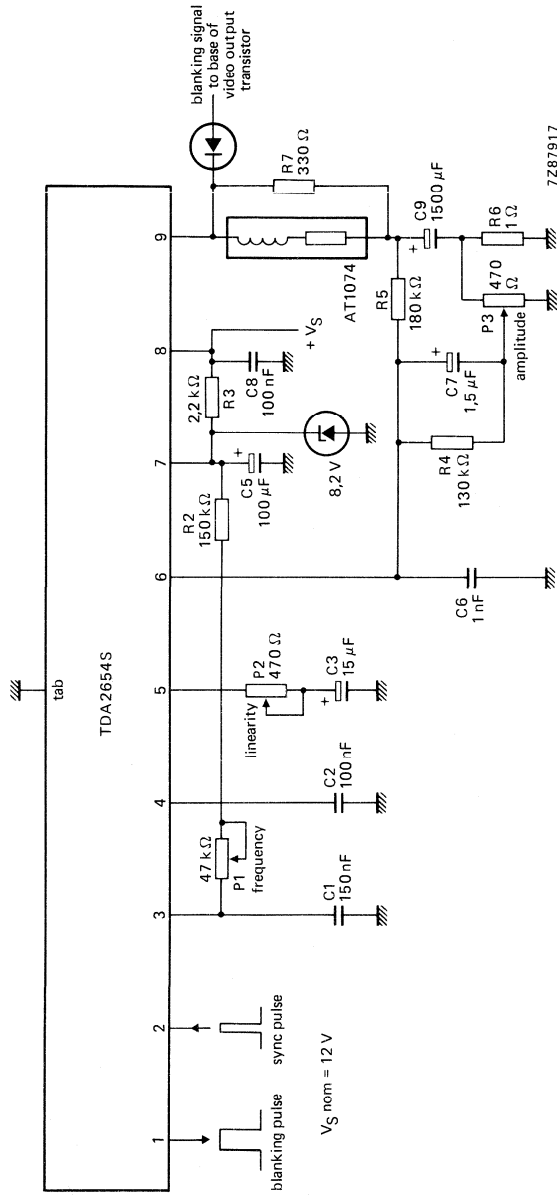 tab
TDA2654S
1
2
3
4
5
6
7
8
9
blanking pulse
sync pulse
V_S nom = 12 V
47 kΩ
P1
frequency
C1
150 nF
C2
100 nF
linearity
P2
470 Ω
+
C3
15 µF
R2
150 kΩ
C6
1 nF
2,2 kΩ
R3
+
C5
100 µF
C8
100 nF
+ V_S
8,2 V
blanking signal
to base of
video output
transistor
R7
330 Ω
AT1074
R5
180 kΩ
+
C9
1500 µF
+
C7
1,5 µF
R4
130 kΩ
P3
470
Ω
amplitude
R6
1 Ω
7Z87917